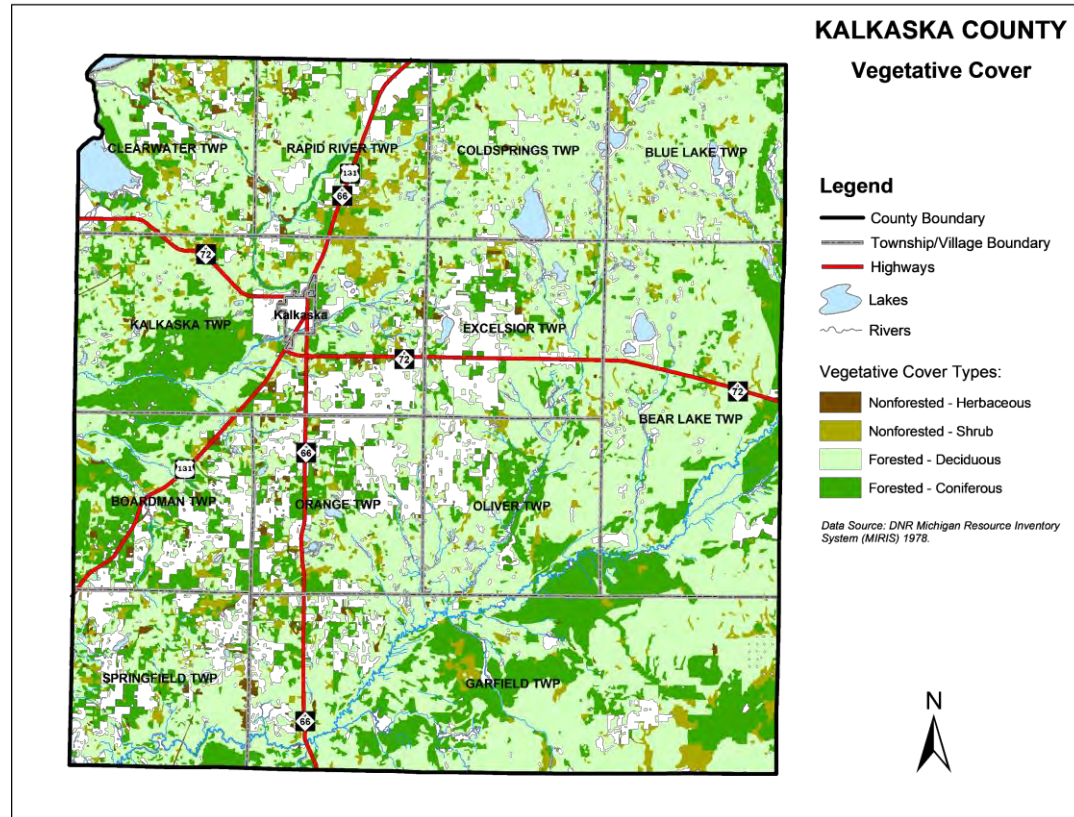 KALKASKA COUNTY
Vegetative Cover
CLEARWATER TWP
RAPID RIVER TWP
COLDSPRINGS TWP
BLUE LAKE TWP
131
66
72
KALKASKA TWP
Kalkaska
EXCELSIOR TWP
72
72
BEAR LAKE TWP
131
66
BOARDMAN TWP
ORANGE TWP
OLIVER TWP
SPRINGFIELD TWP
GARFIELD TWP
66
Legend
County Boundary
Township/Village Boundary
Highways
Lakes
Rivers
Vegetative Cover Types:
Nonforested - Herbaceous
Nonforested - Shrub
Forested - Deciduous
Forested - Coniferous
Data Source: DNR Michigan Resource Inventory
System (MIRIS) 1978.
N